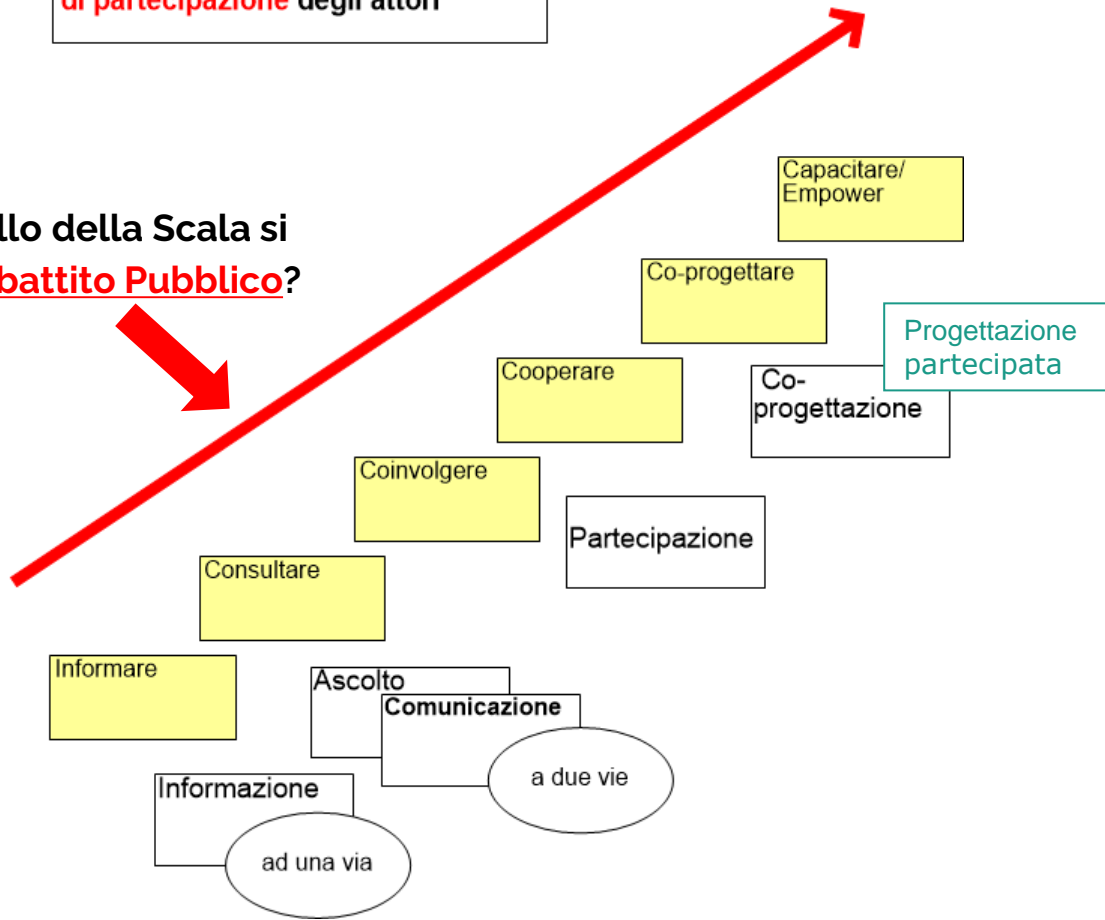 di partecipazione degli attori
llo della Scala si
battito Pubblico?
Capacitare/
Empower
Co-progettare
Progettazione
partecipata
Cooperare
Co-
progettazione
Coinvolgere
Partecipazione
Consultare
Informare
Ascolto
Comunicazione
a due vie
Informazione
ad una via